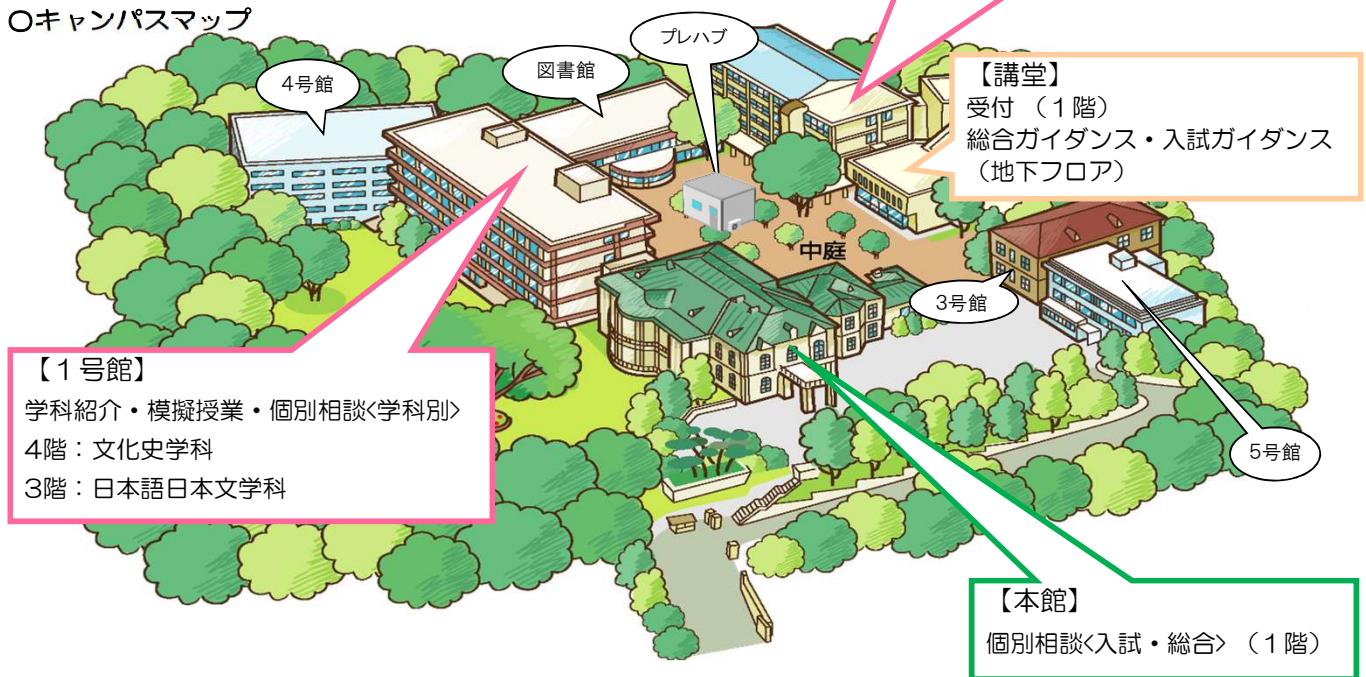 〇キャンパスマップ
4号館
図書館
プレハブ
【講堂】
受付 (1階)
総合ガイダンス・入試ガイダンス
(地下フロア)
中庭
3号館
【1号館】
学科紹介・模擬授業・個別相談<学科別>
4階:文化史学科
3階:日本語日本文学科
5号館
【本館】
個別相談<入試・総合> (1階)